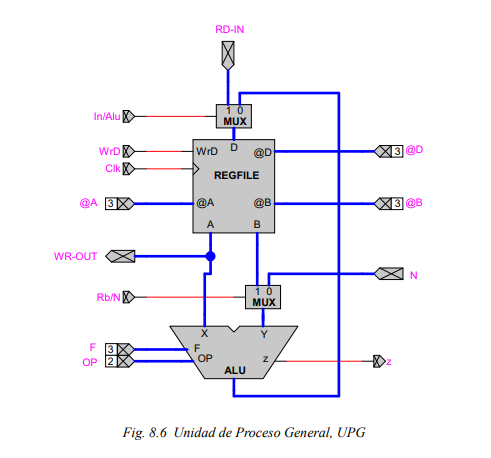 RD-IN
1 0
MUX
In/Alu
WrD
Clk
WrD D @D
REGFILE
3 @D
@A 3
@A @B
3 @B
A B
WR-OUT
N
1 0
MUX
Rb/N
X Y
F 3
F
OP 2
OP
z
ALU
z
Fig. 8.6 Unidad de Proceso General, UPG